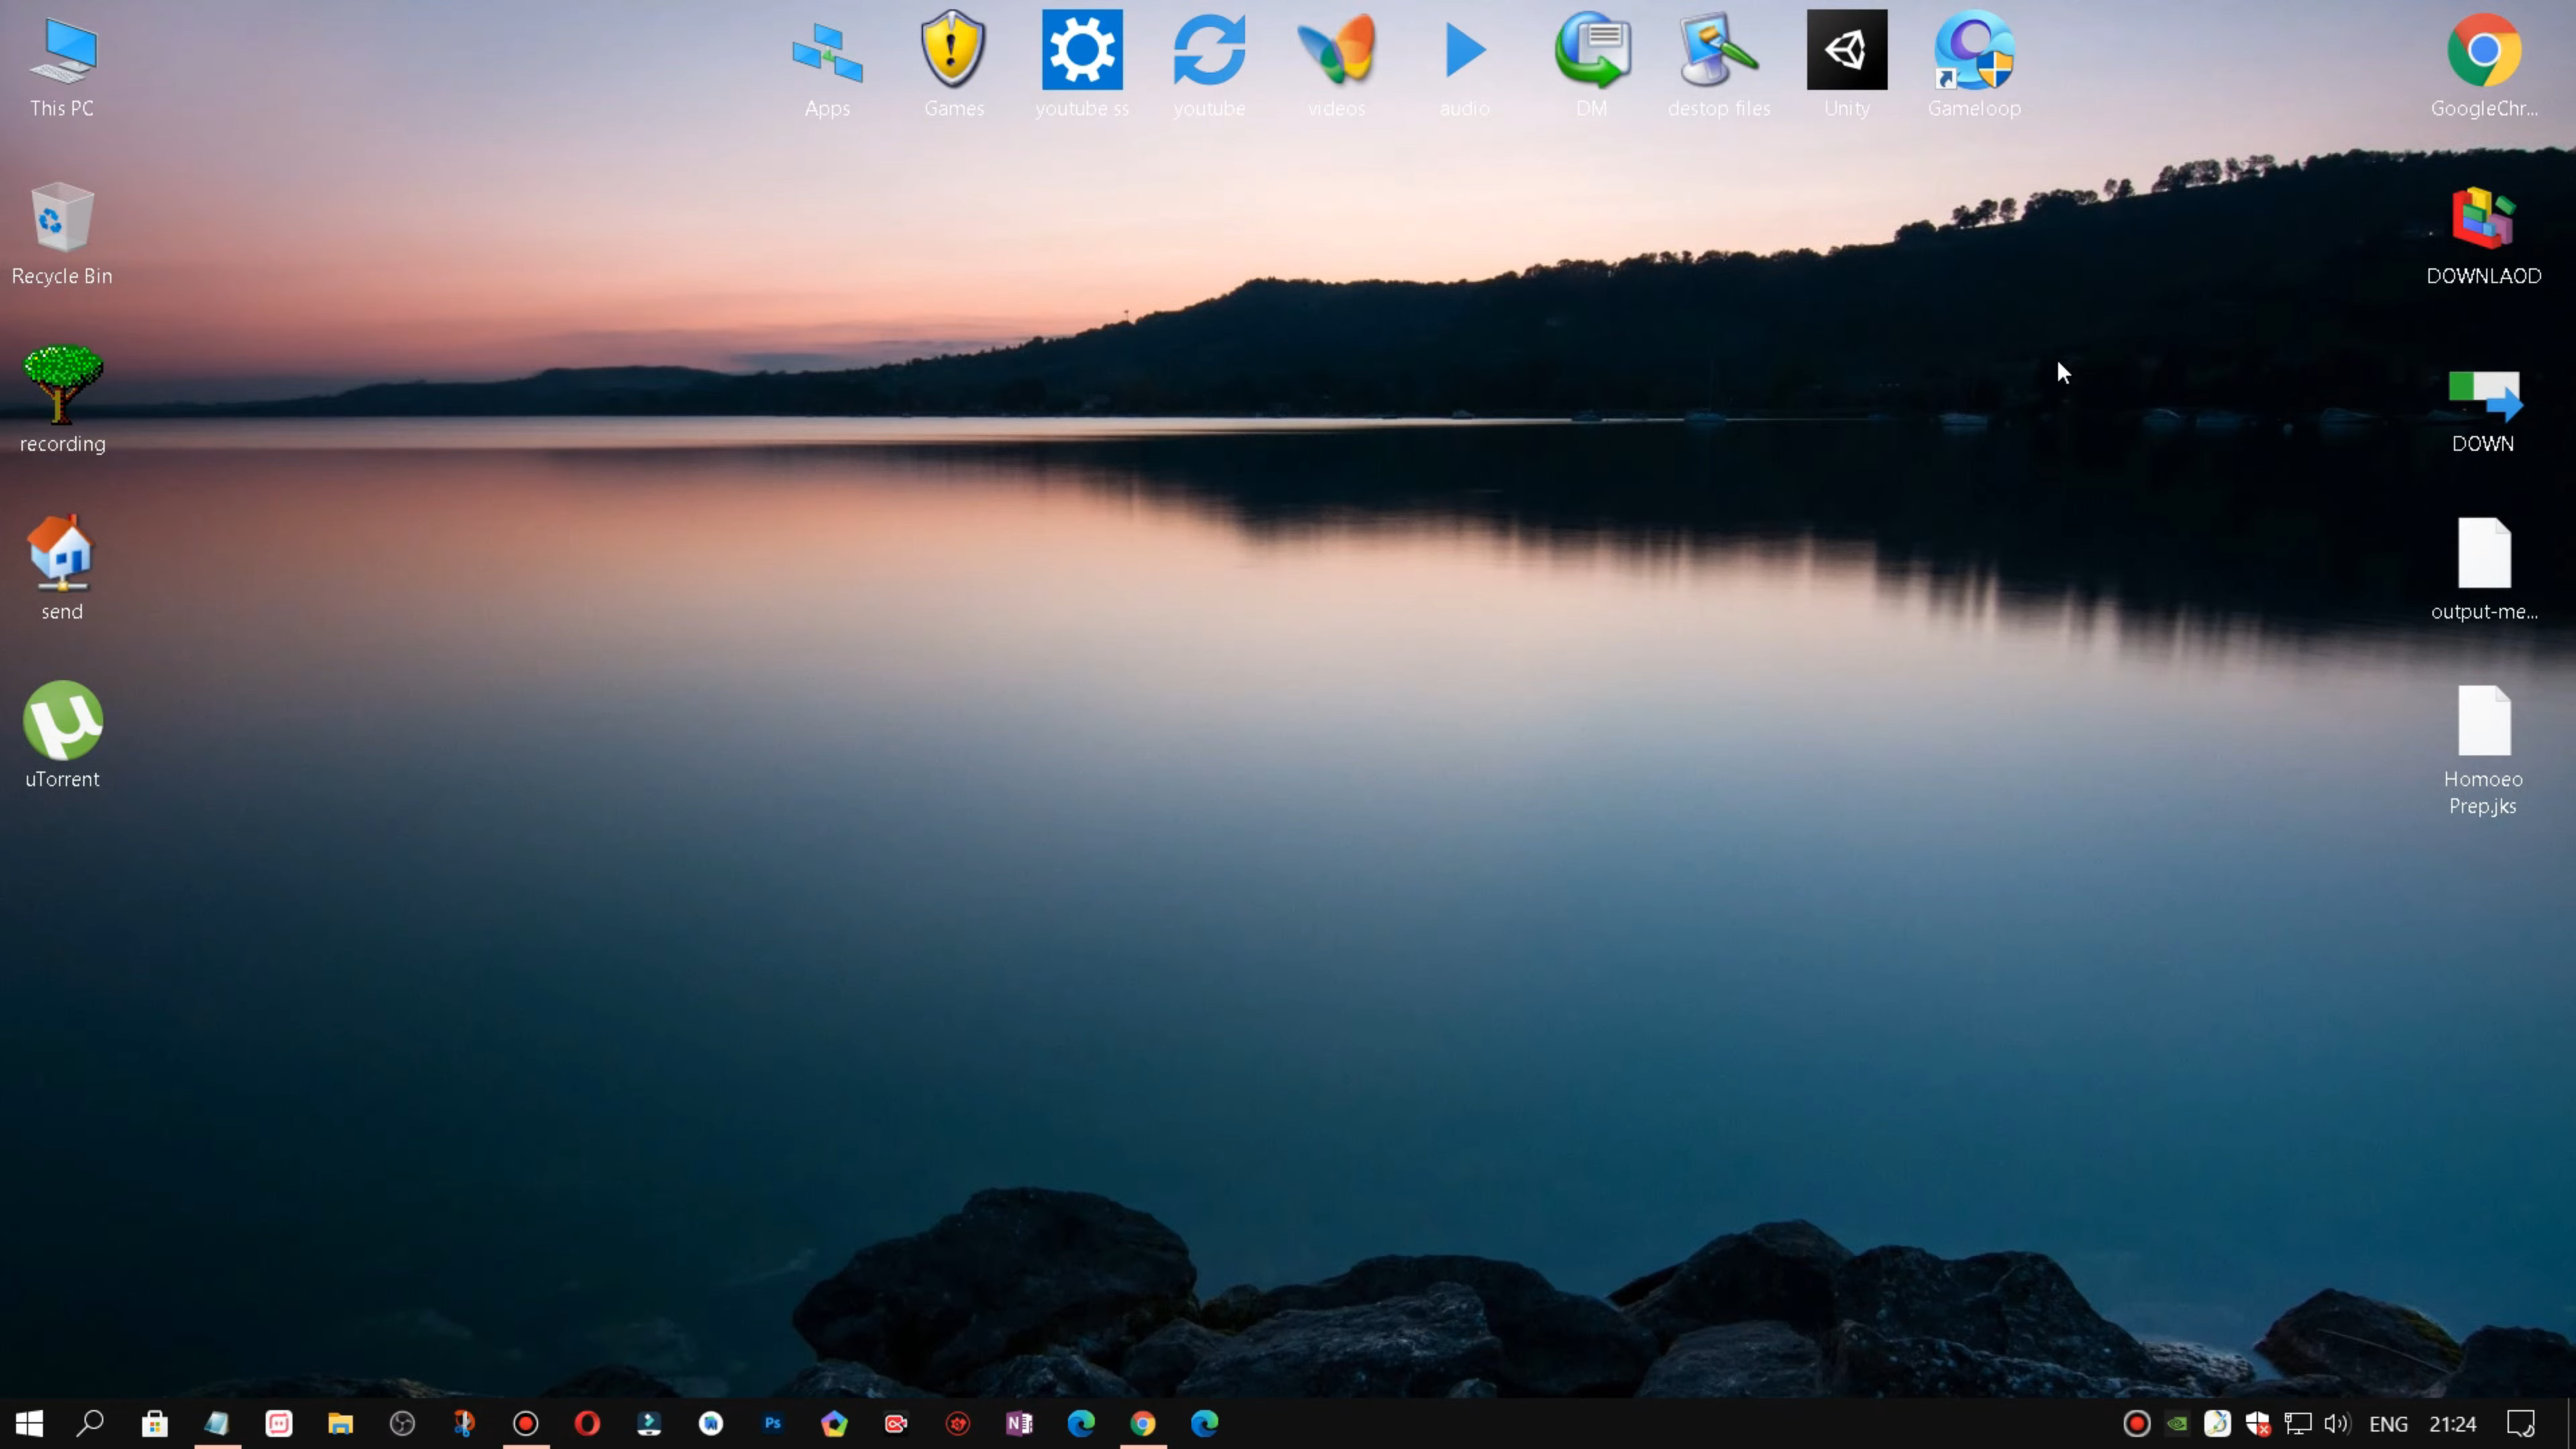 This PC
Apps
Games
youtube ss
youtube
videos
audio
DM
destop files
Unity
Gameloop
GoogleChr...
Recycle Bin
DOWNLAOD
recording
DOWN
send
output-me...
uTorrent
Homoeo
Prep.jks
Ps
N
ENG
21:24